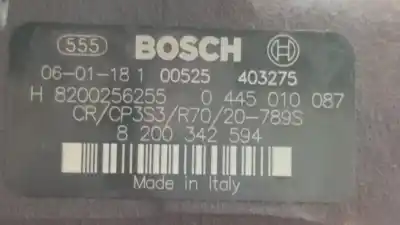 555 BOSCH
06-01-18 1 00525 403275
H 8200256255 0 445 010 087
CR/CP3S3/R70/20-789S
8 200 342 594
Made in Italy